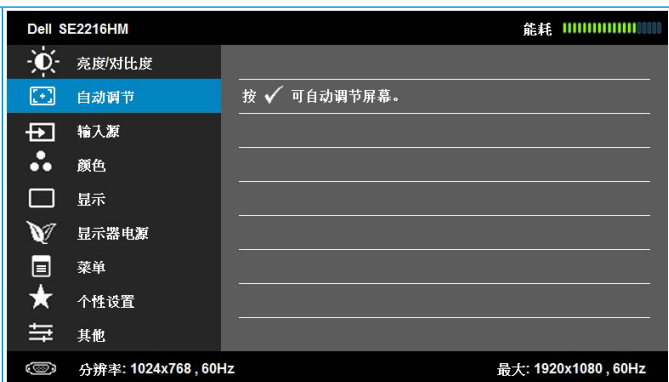 Dell SE2216HM 能耗
亮度/对比度
自动调节 按 ✓ 可自动调节屏幕。
输入源
颜色
显示
显示器电源
菜单
个性设置
其他
分辨率: 1024x768 , 60Hz 最大: 1920x1080 , 60Hz